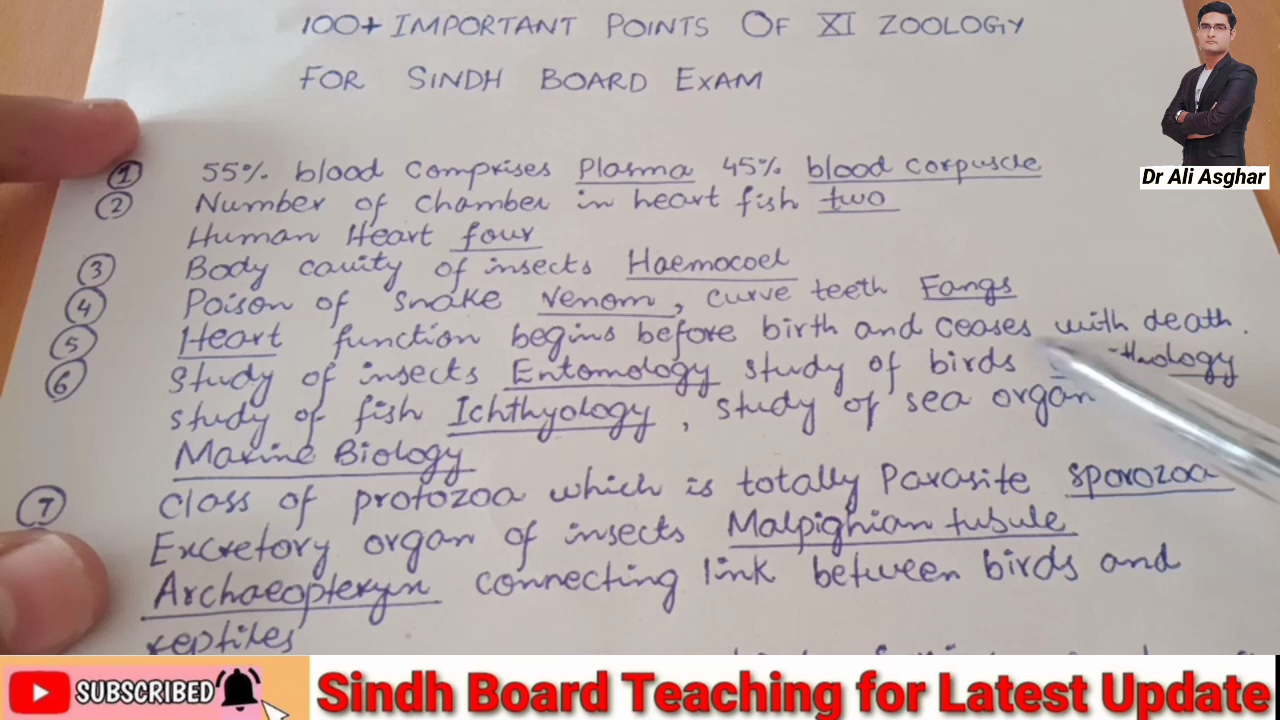 100+ IMPORTANT POINTS OF XI ZOOLOGY
FOR SINDH BOARD EXAM
Dr Ali Asghar
① 55% blood comprises Plasma 45% blood corpuscle
② Number of chamber in heart fish two
Human Heart four
③ Body cavity of insects Haemocoel
④ Poison of snake venom, curve teeth Fangs
⑤ Heart function begins before birth and ceases with death.
⑥ study of insects Entomology study of birds
study of fish Ichthyology, study of sea organ
Marine Biology
⑦ class of protozoa which is totally Parasite sporozoa
Excretory organ of insects Malpighian tubule
Archaeopteryx connecting link between birds and
reptiles
SUBSCRIBED
Sindh Board Teaching for Latest Update